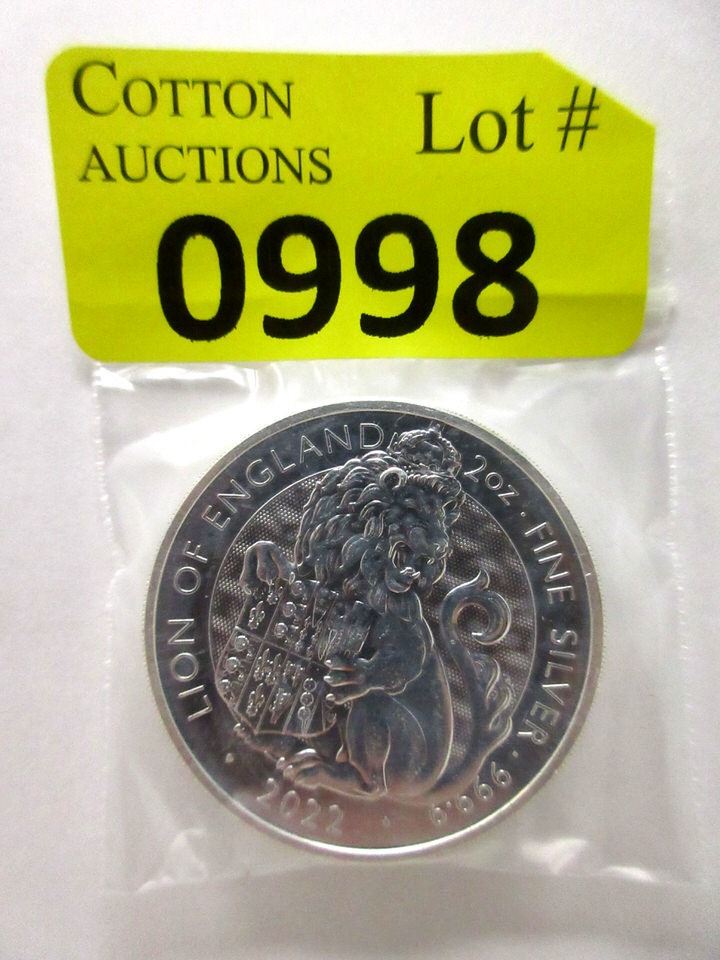 COTTON
AUCTIONS
Lot #
0998
LION OF ENGLAND 2OZ · FINE SILVER · 999.9
2022